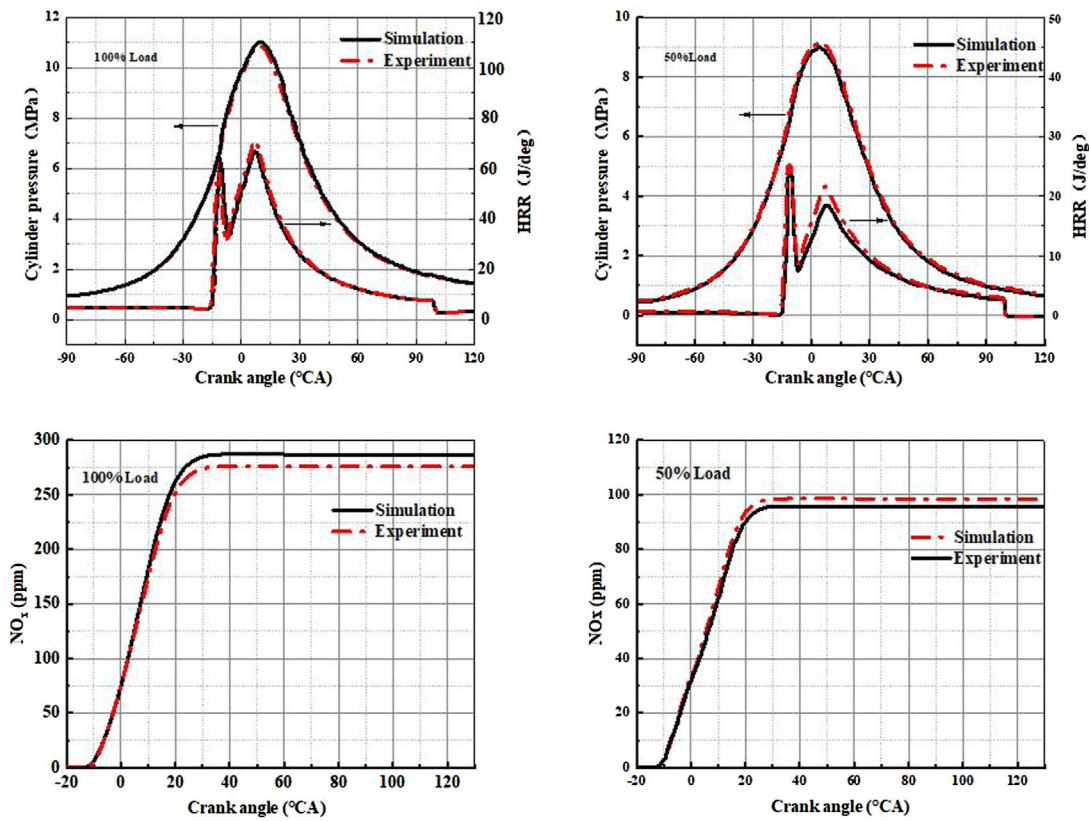 12
10
8
6
4
2
0
Cylinder pressure (MPa)
100% Load
Simulation
Experiment
120
100
80
60
40
20
0
HRR (J/deg)
-90 -60 -30 0 30 60 90 120
Crank angle (°CA)
10
8
6
4
2
0
Cylinder pressure (MPa)
50%Load
Simulation
Experiment
50
40
30
20
10
0
HRR (J/deg)
-90 -60 -30 0 30 60 90 120
Crank angle (°CA)
300
250
200
150
100
50
0
NOx (ppm)
100% Load
Simulation
Experiment
-20 0 20 40 60 80 100 120
Crank angle (°CA)
120
100
80
60
40
20
0
NOx (ppm)
50% Load
Simulation
Experiment
-20 0 20 40 60 80 100 120
Crank angle (°CA)